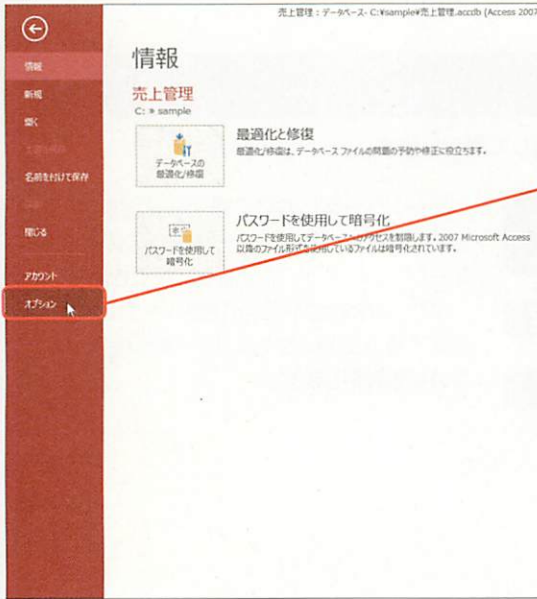 売上管理 : データベース- C:¥sample¥売上管理.accdb (Access 2007
情報
情報
新規
開く
上書き保存
名前を付けて保存
印刷
閉じる
アカウント
オプション
売上管理
C: » sample
データベースの
最適化/修復
最適化と修復
最適化/修復は、データベース ファイルの問題の予防や修正に役立ちます。
パスワードを使用して
暗号化
パスワードを使用して暗号化
パスワードを使用してデータベースへのアクセスを制限します。2007 Microsoft Access
以降のファイル形式を使用しているファイルは暗号化されています。